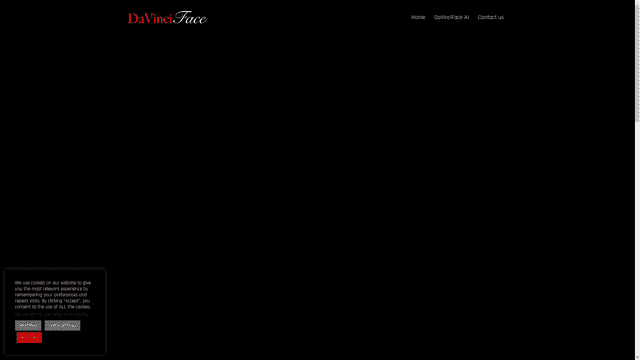 DaVinciFace
Home DaVinciFace AI Contact us
We use cookies on our website to give
you the most relevant experience by
remembering your preferences and
repeat visits. By clicking "Accept", you
consent to the use of ALL the cookies.